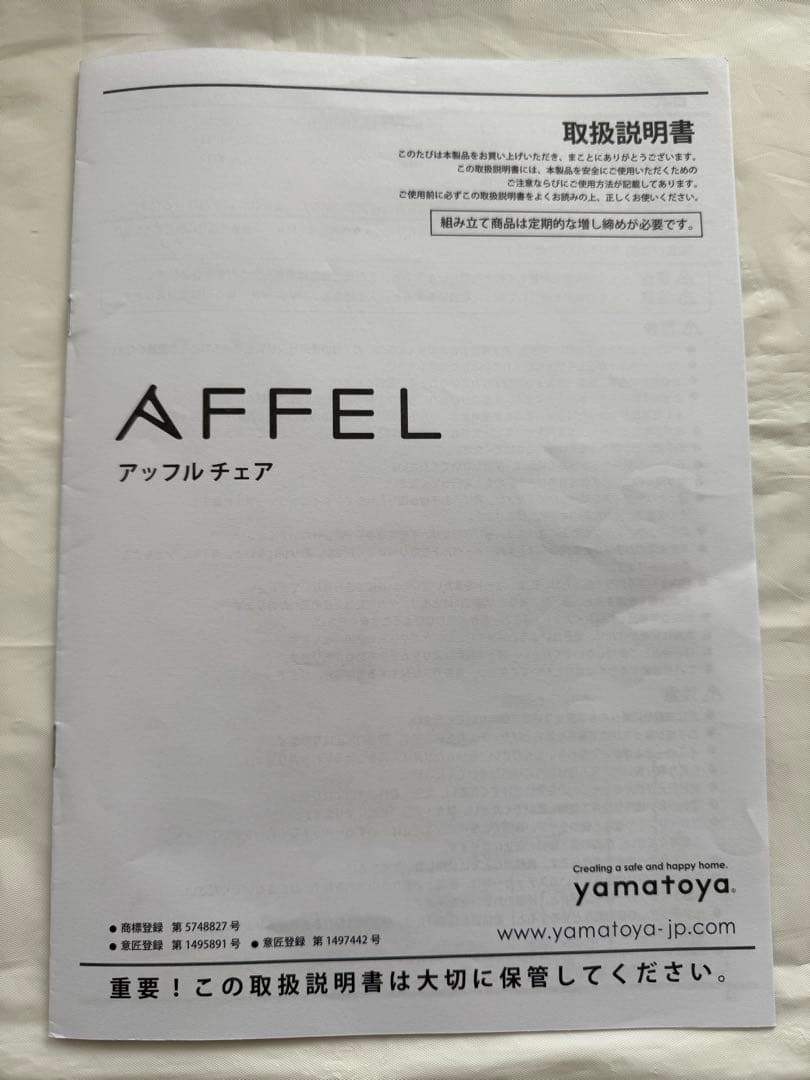 取扱説明書
このたびは本製品をお買い上げいただき、まことにありがとうございます。
この取扱説明書には、本製品を安全にご使用いただくための
ご注意ならびにご使用方法が記載してあります。
ご使用前に必ずこの取扱説明書をよくお読みの上、正しくお使いください。
組み立て商品は定期的な増し締めが必要です。
AFFEL
アッフル チェア
Creating a safe and happy home.
yamatoya®
● 商標登録 第 5748827 号
● 意匠登録 第 1495891 号 ● 意匠登録 第 1497442 号
www.yamatoya-jp.com
重要！この取扱説明書は大切に保管してください。